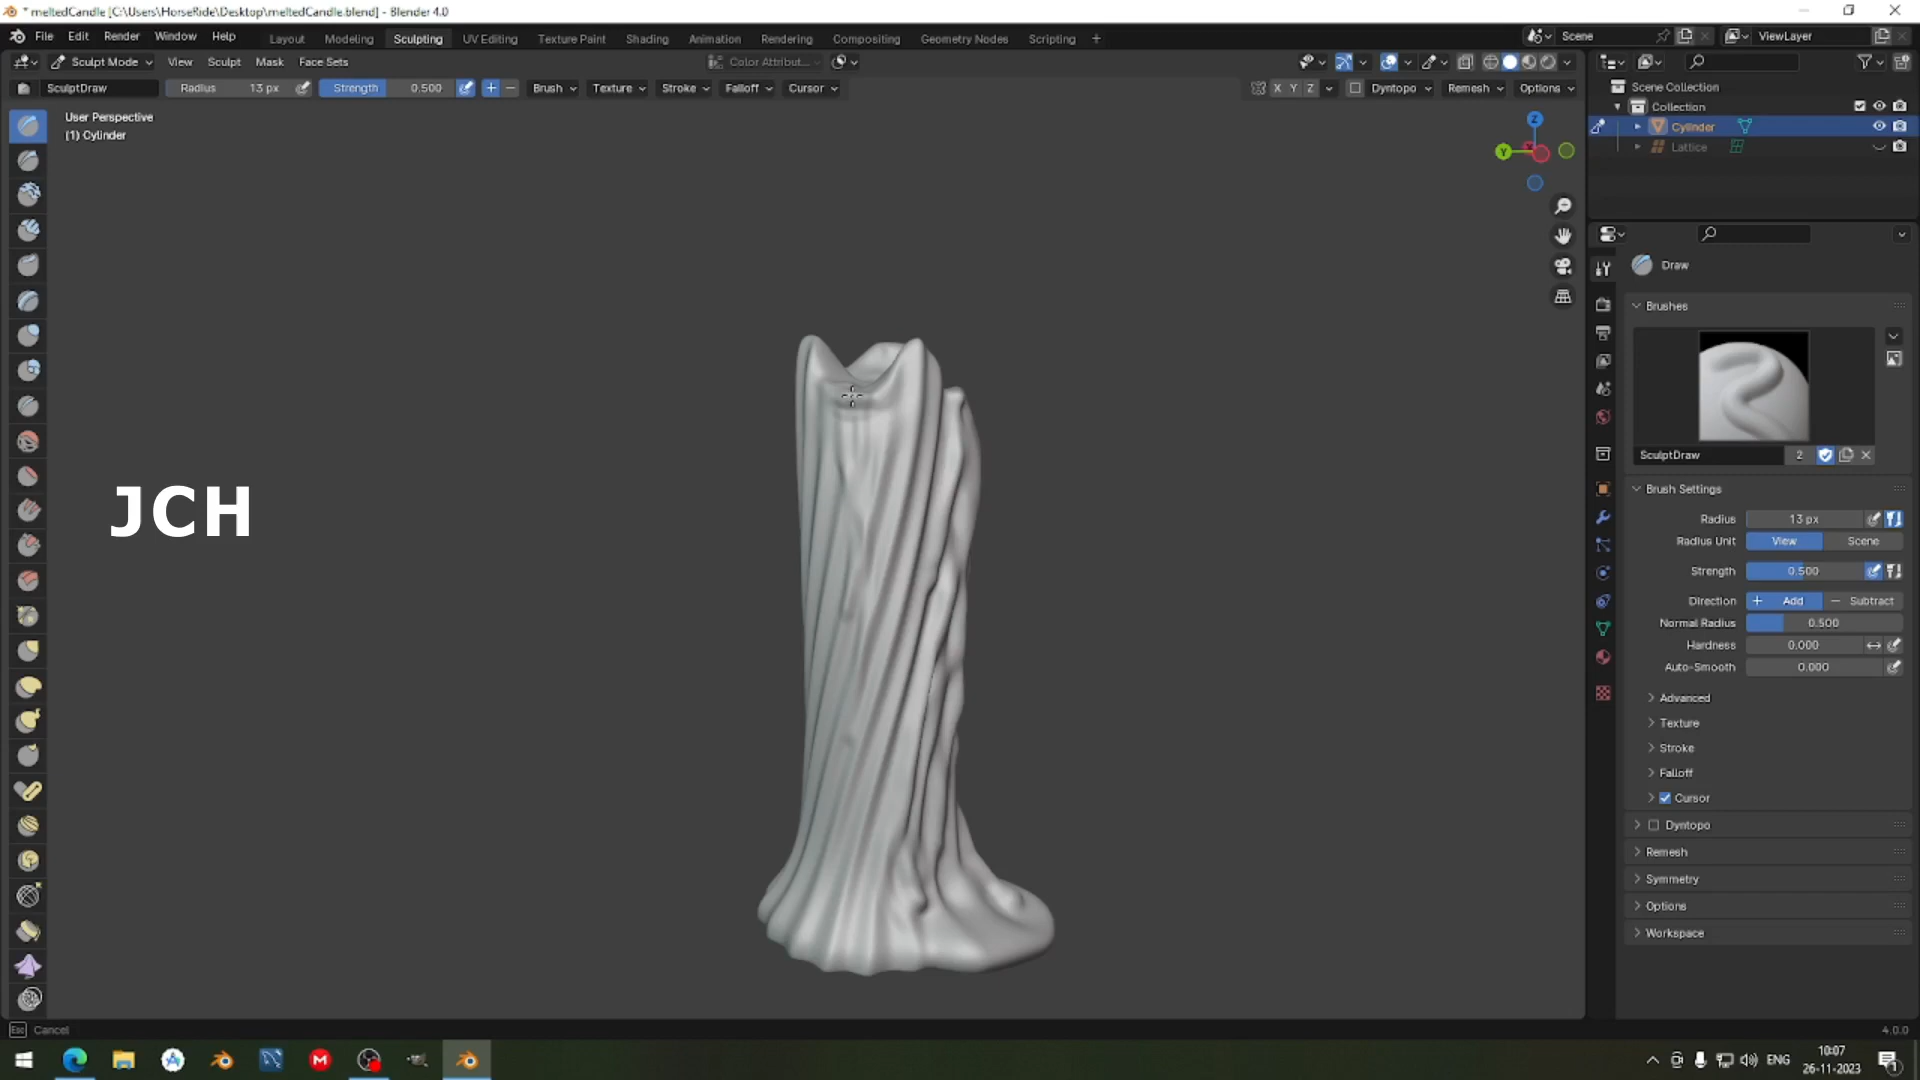 * meltedCandle [C:\Users\HorseRide\Desktop\meltedCandle.blend] - Blender 4.0
File Edit Render Window Help Layout Modeling Sculpting UV Editing Texture Paint Shading Animation Rendering Compositing Geometry Nodes Scripting + Scene ViewLayer
Sculpt Mode View Sculpt Mask Face Sets Color Attribut...
SculptDraw Radius 13 px Strength 0.500 Brush Texture Stroke Falloff Cursor X Y Z Dyntopo Remesh Options
User Perspective
(1) Cylinder
Z
Y
JCH
Scene Collection
Collection
Cylinder
Lattice
Draw
Brushes
SculptDraw 2
Brush Settings
Radius 13 px
Radius Unit View Scene
Strength 0.500
Direction + Add − Subtract
Normal Radius 0.500
Hardness 0.000
Auto-Smooth 0.000
Advanced
Texture
Stroke
Falloff
Cursor
Dyntopo
Remesh
Symmetry
Options
Workspace
Esc Cancel 4.0.0
ENG
10:07
26-11-2023
1